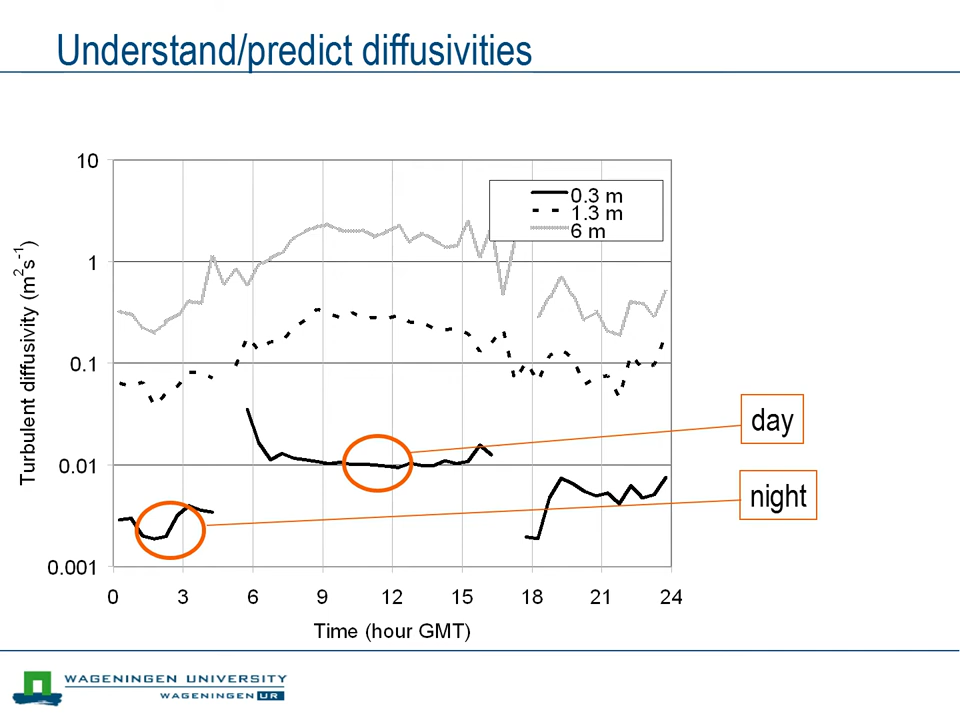 Understand/predict diffusivities
10
1
0.1
0.01
0.001
Turbulent diffusivity (m²s⁻¹)
0.3 m
1.3 m
6 m
day
night
0 3 6 9 12 15 18 21 24
Time (hour GMT)
WAGENINGEN UNIVERSITY
WAGENINGEN UR